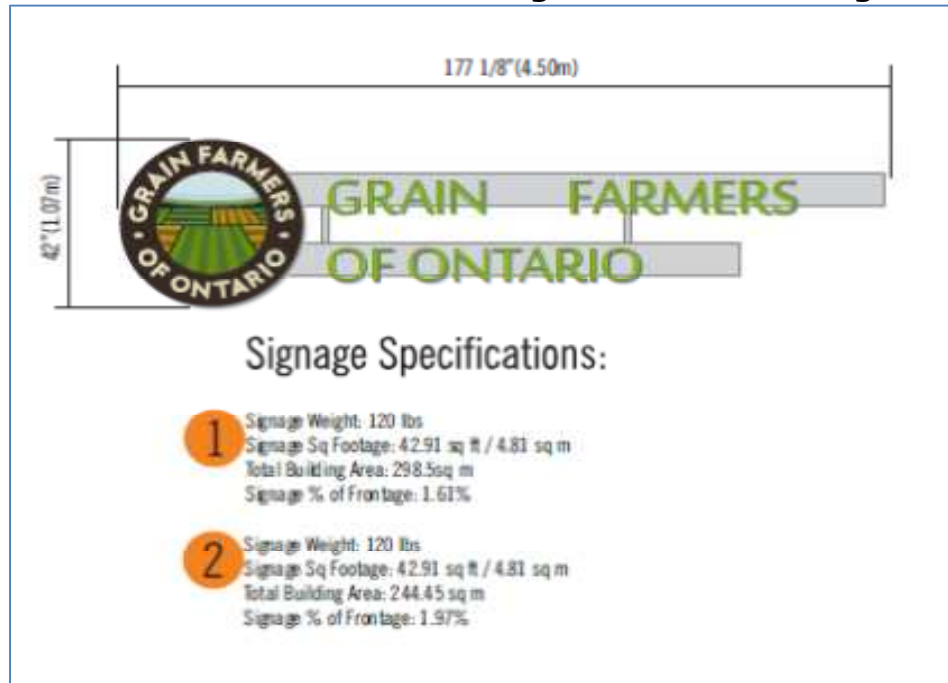 177 1/8"(4.50m)
42"(1.07m)
GRAIN FARMERS
OF ONTARIO
GRAIN FARMERS
OF ONTARIO
Signage Specifications:
1
Signage Weight: 120 lbs
Signage Sq Footage: 42.91 sq ft / 4.81 sq m
Total Building Area: 298.5sq m
Signage % of Frontage: 1.61%
2
Signage Weight: 120 lbs
Signage Sq Footage: 42.91 sq ft / 4.81 sq m
Total Building Area: 244.45 sq m
Signage % of Frontage: 1.97%